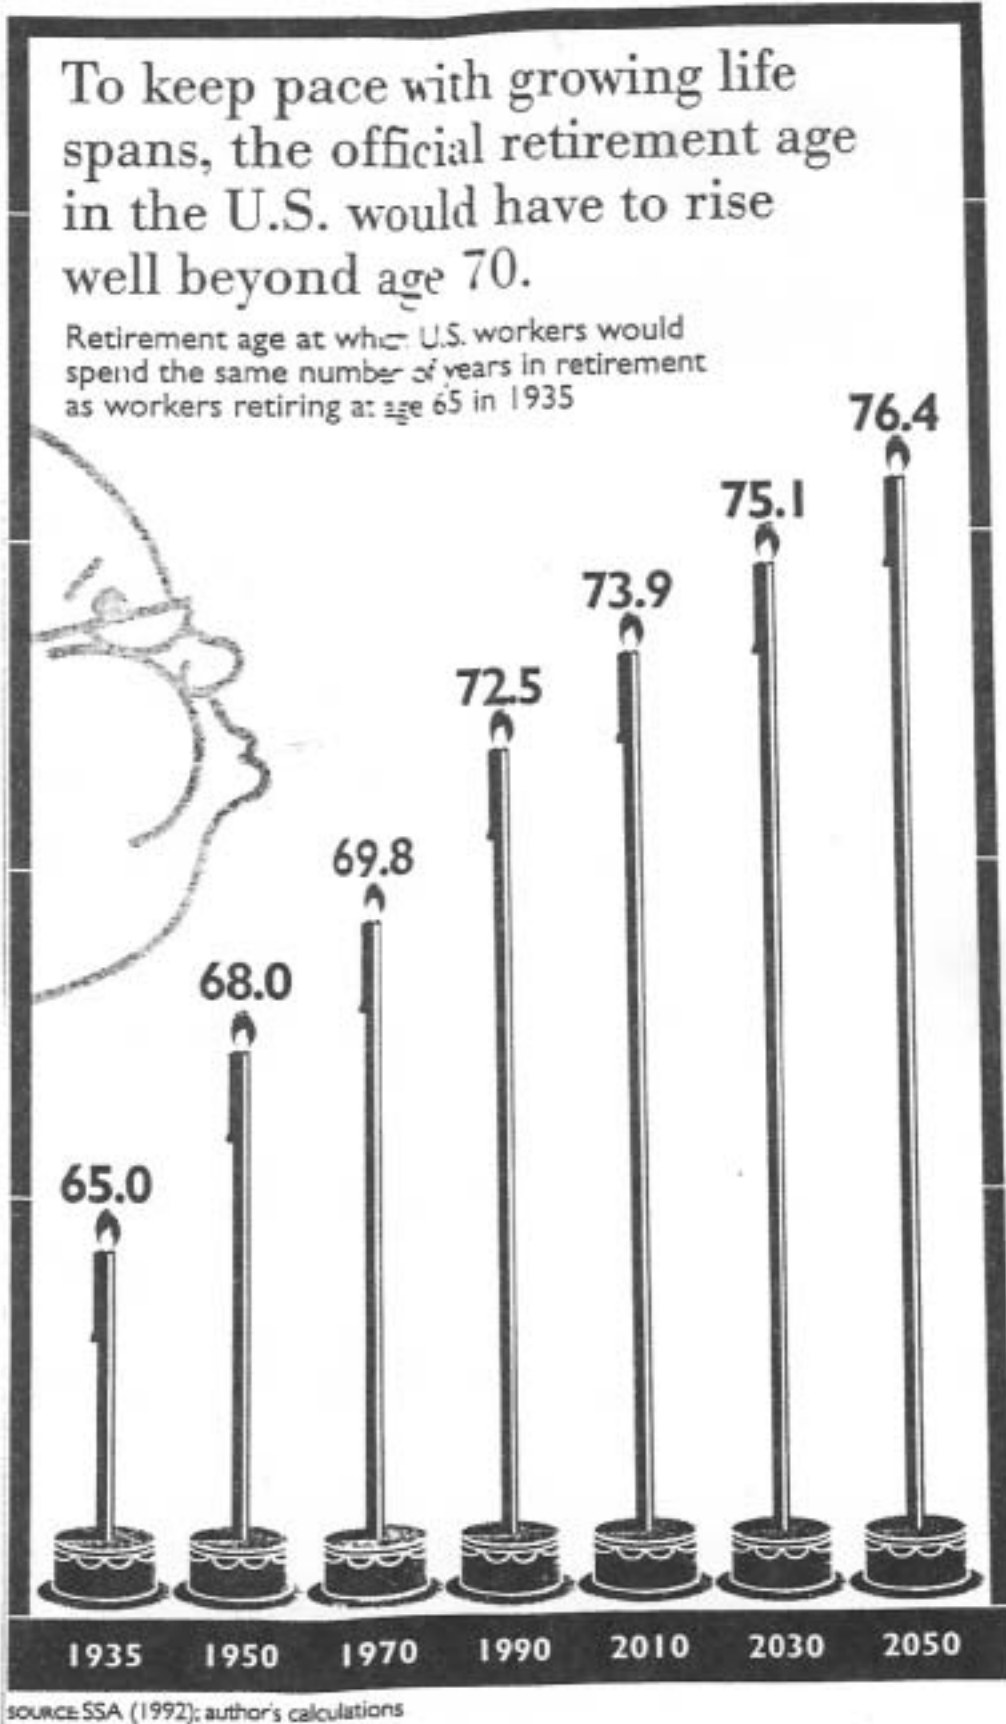 To keep pace with growing life
spans, the official retirement age
in the U.S. would have to rise
well beyond age 70.
Retirement age at which U.S. workers would
spend the same number of years in retirement
as workers retiring at age 65 in 1935
76.4
75.1
73.9
72.5
69.8
68.0
65.0
1935 1950 1970 1990 2010 2030 2050
SOURCE: SSA (1992); author's calculations